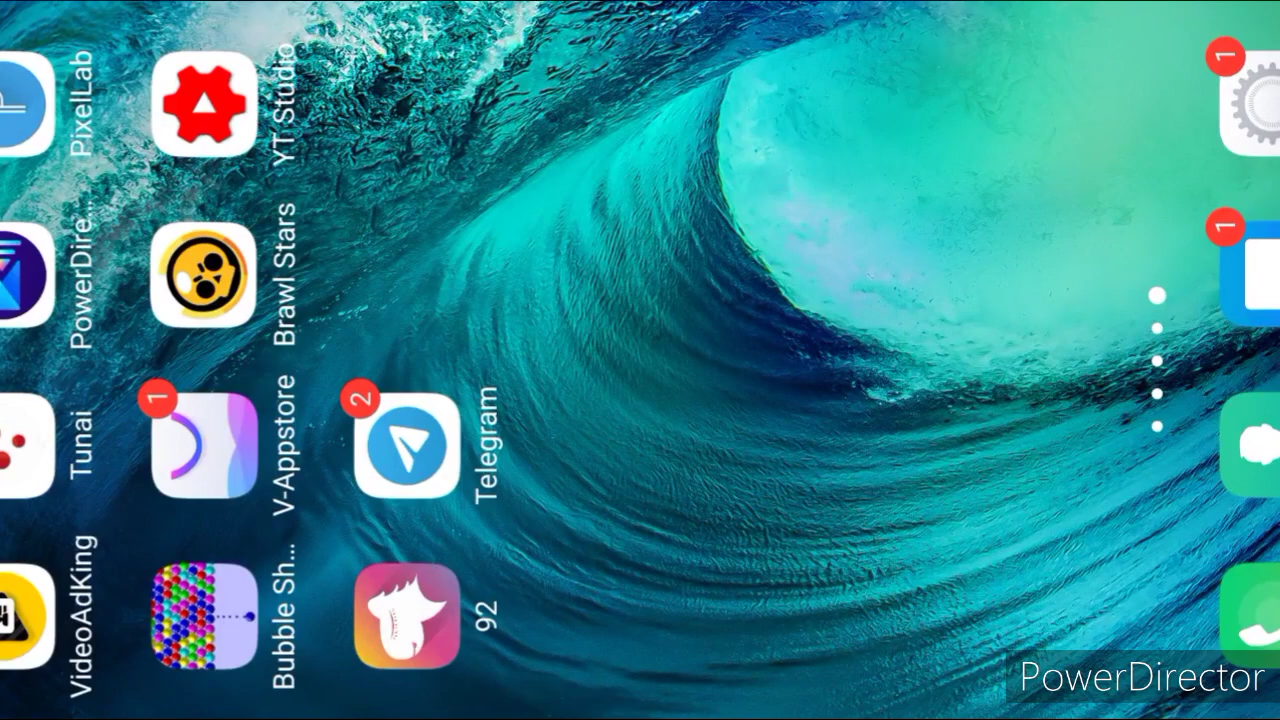 VideoAdKing Tunai PowerDire... PixelLab
1
Bubble Sh... V-Appstore Brawl Stars YT Studio
2
92 Telegram
1 1
PowerDirector